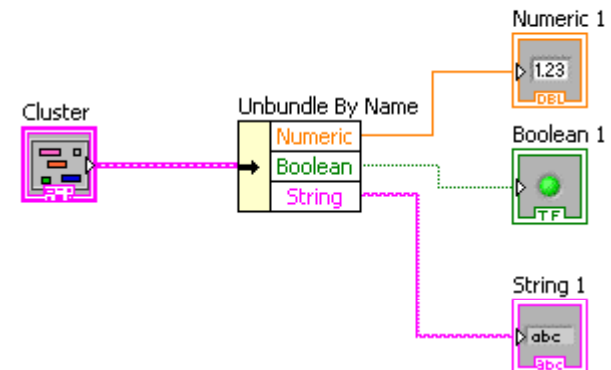 Numeric 1
1.23
DBL
Cluster
Unbundle By Name
Numeric
Boolean
String
Boolean 1
TF
String 1
abc
abc